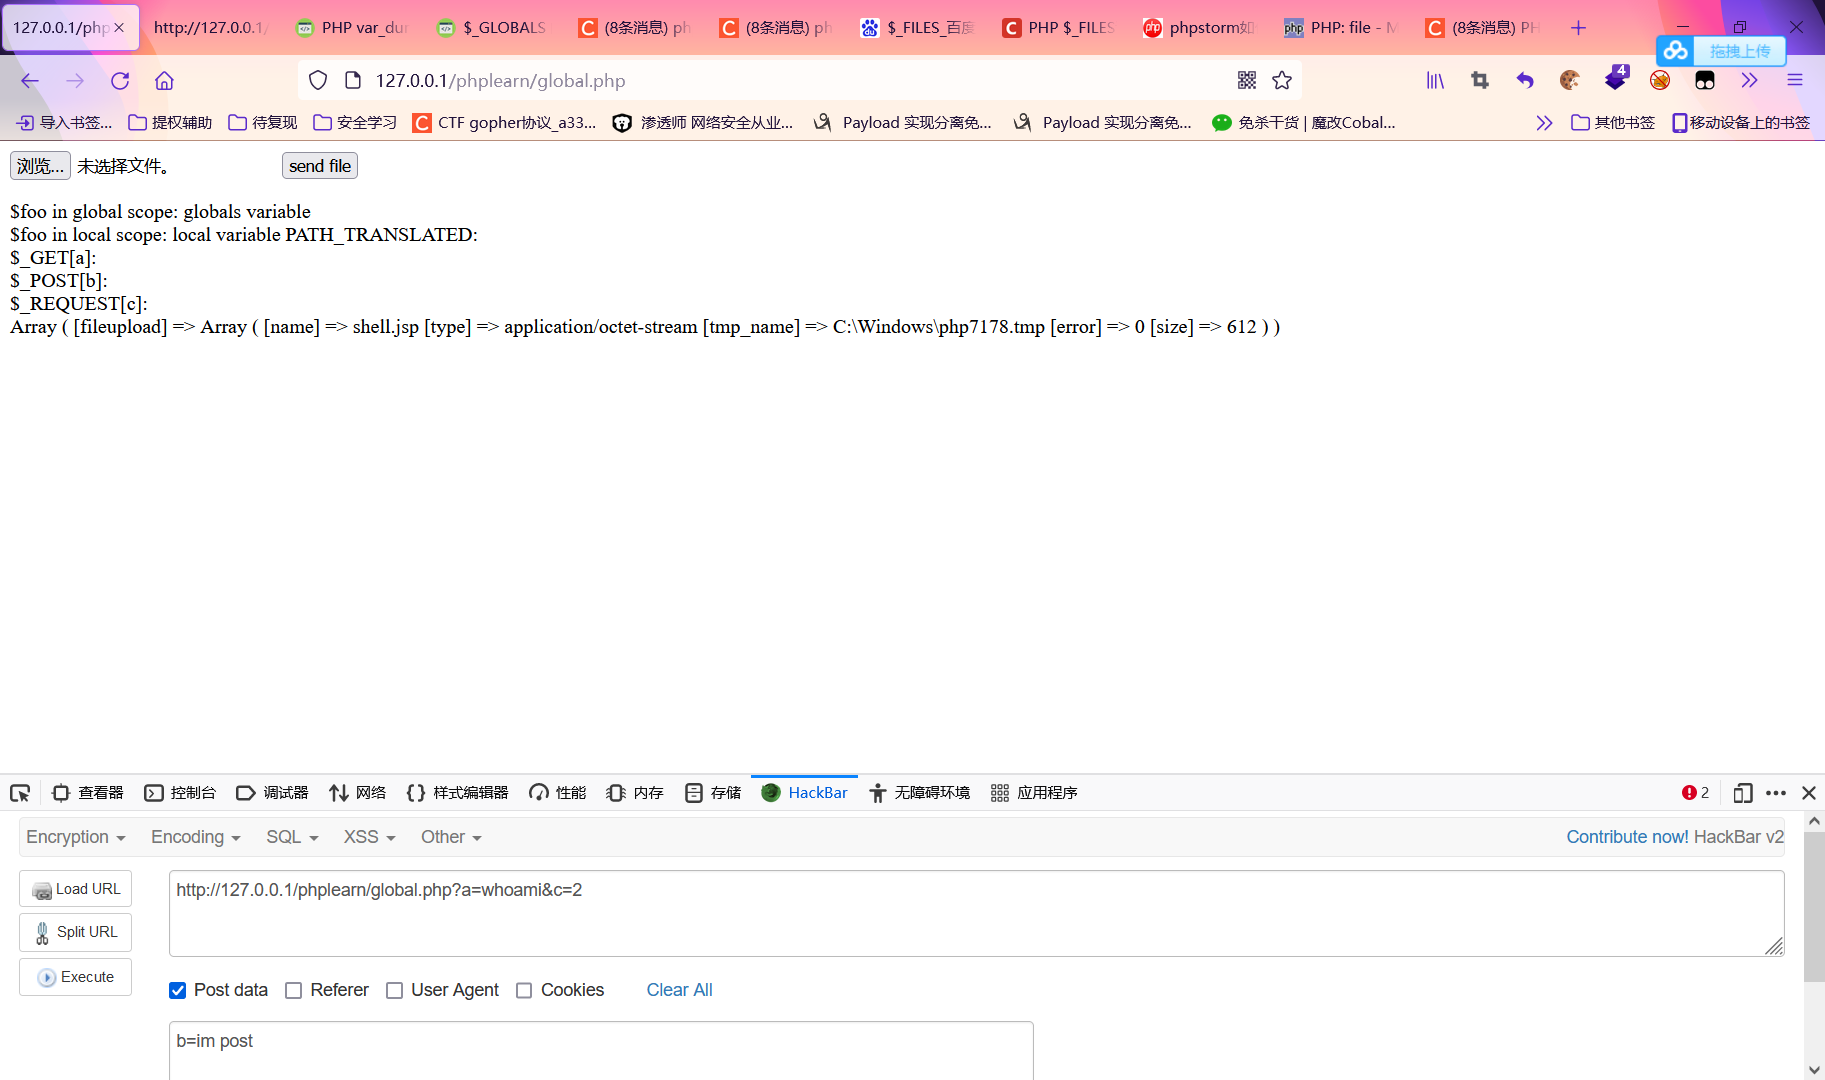 127.0.0.1/php
http://127.0.0.1/
PHP var_dur
$_GLOBALS
(8条消息) ph
(8条消息) ph
$_FILES_百度
PHP $_FILES
phpstorm如
PHP: file - M
(8条消息) PH
拖拽上传
127.0.0.1/phplearn/global.php
4
导入书签...
提权辅助
待复现
安全学习
CTF gopher协议_a33...
渗透师 网络安全从业...
Payload 实现分离免...
Payload 实现分离免...
免杀干货 | 魔改Cobal...
其他书签
移动设备上的书签
浏览... 未选择文件。 send file
$foo in global scope: globals variable
$foo in local scope: local variable PATH_TRANSLATED:
$_GET[a]:
$_POST[b]:
$_REQUEST[c]:
Array ( [fileupload] => Array ( [name] => shell.jsp [type] => application/octet-stream [tmp_name] => C:\Windows\php7178.tmp [error] => 0 [size] => 612 ) )
查看器
控制台
调试器
网络
样式编辑器
性能
内存
存储
HackBar
无障碍环境
应用程序
2
Encryption
Encoding
SQL
XSS
Other
Contribute now! HackBar v2
Load URL
http://127.0.0.1/phplearn/global.php?a=whoami&c=2
Split URL
Execute
Post data
Referer
User Agent
Cookies
Clear All
b=im post